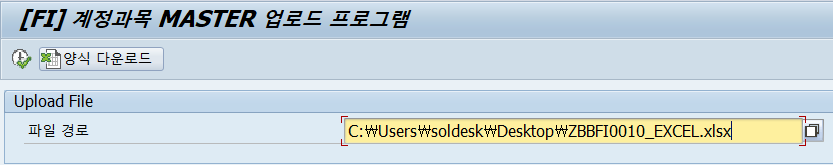 [FI] 계정과목 MASTER 업로드 프로그램
양식 다운로드
Upload File
파일 경로
C:₩Users₩soldesk₩Desktop₩ZBBFI0010_EXCEL.xlsx